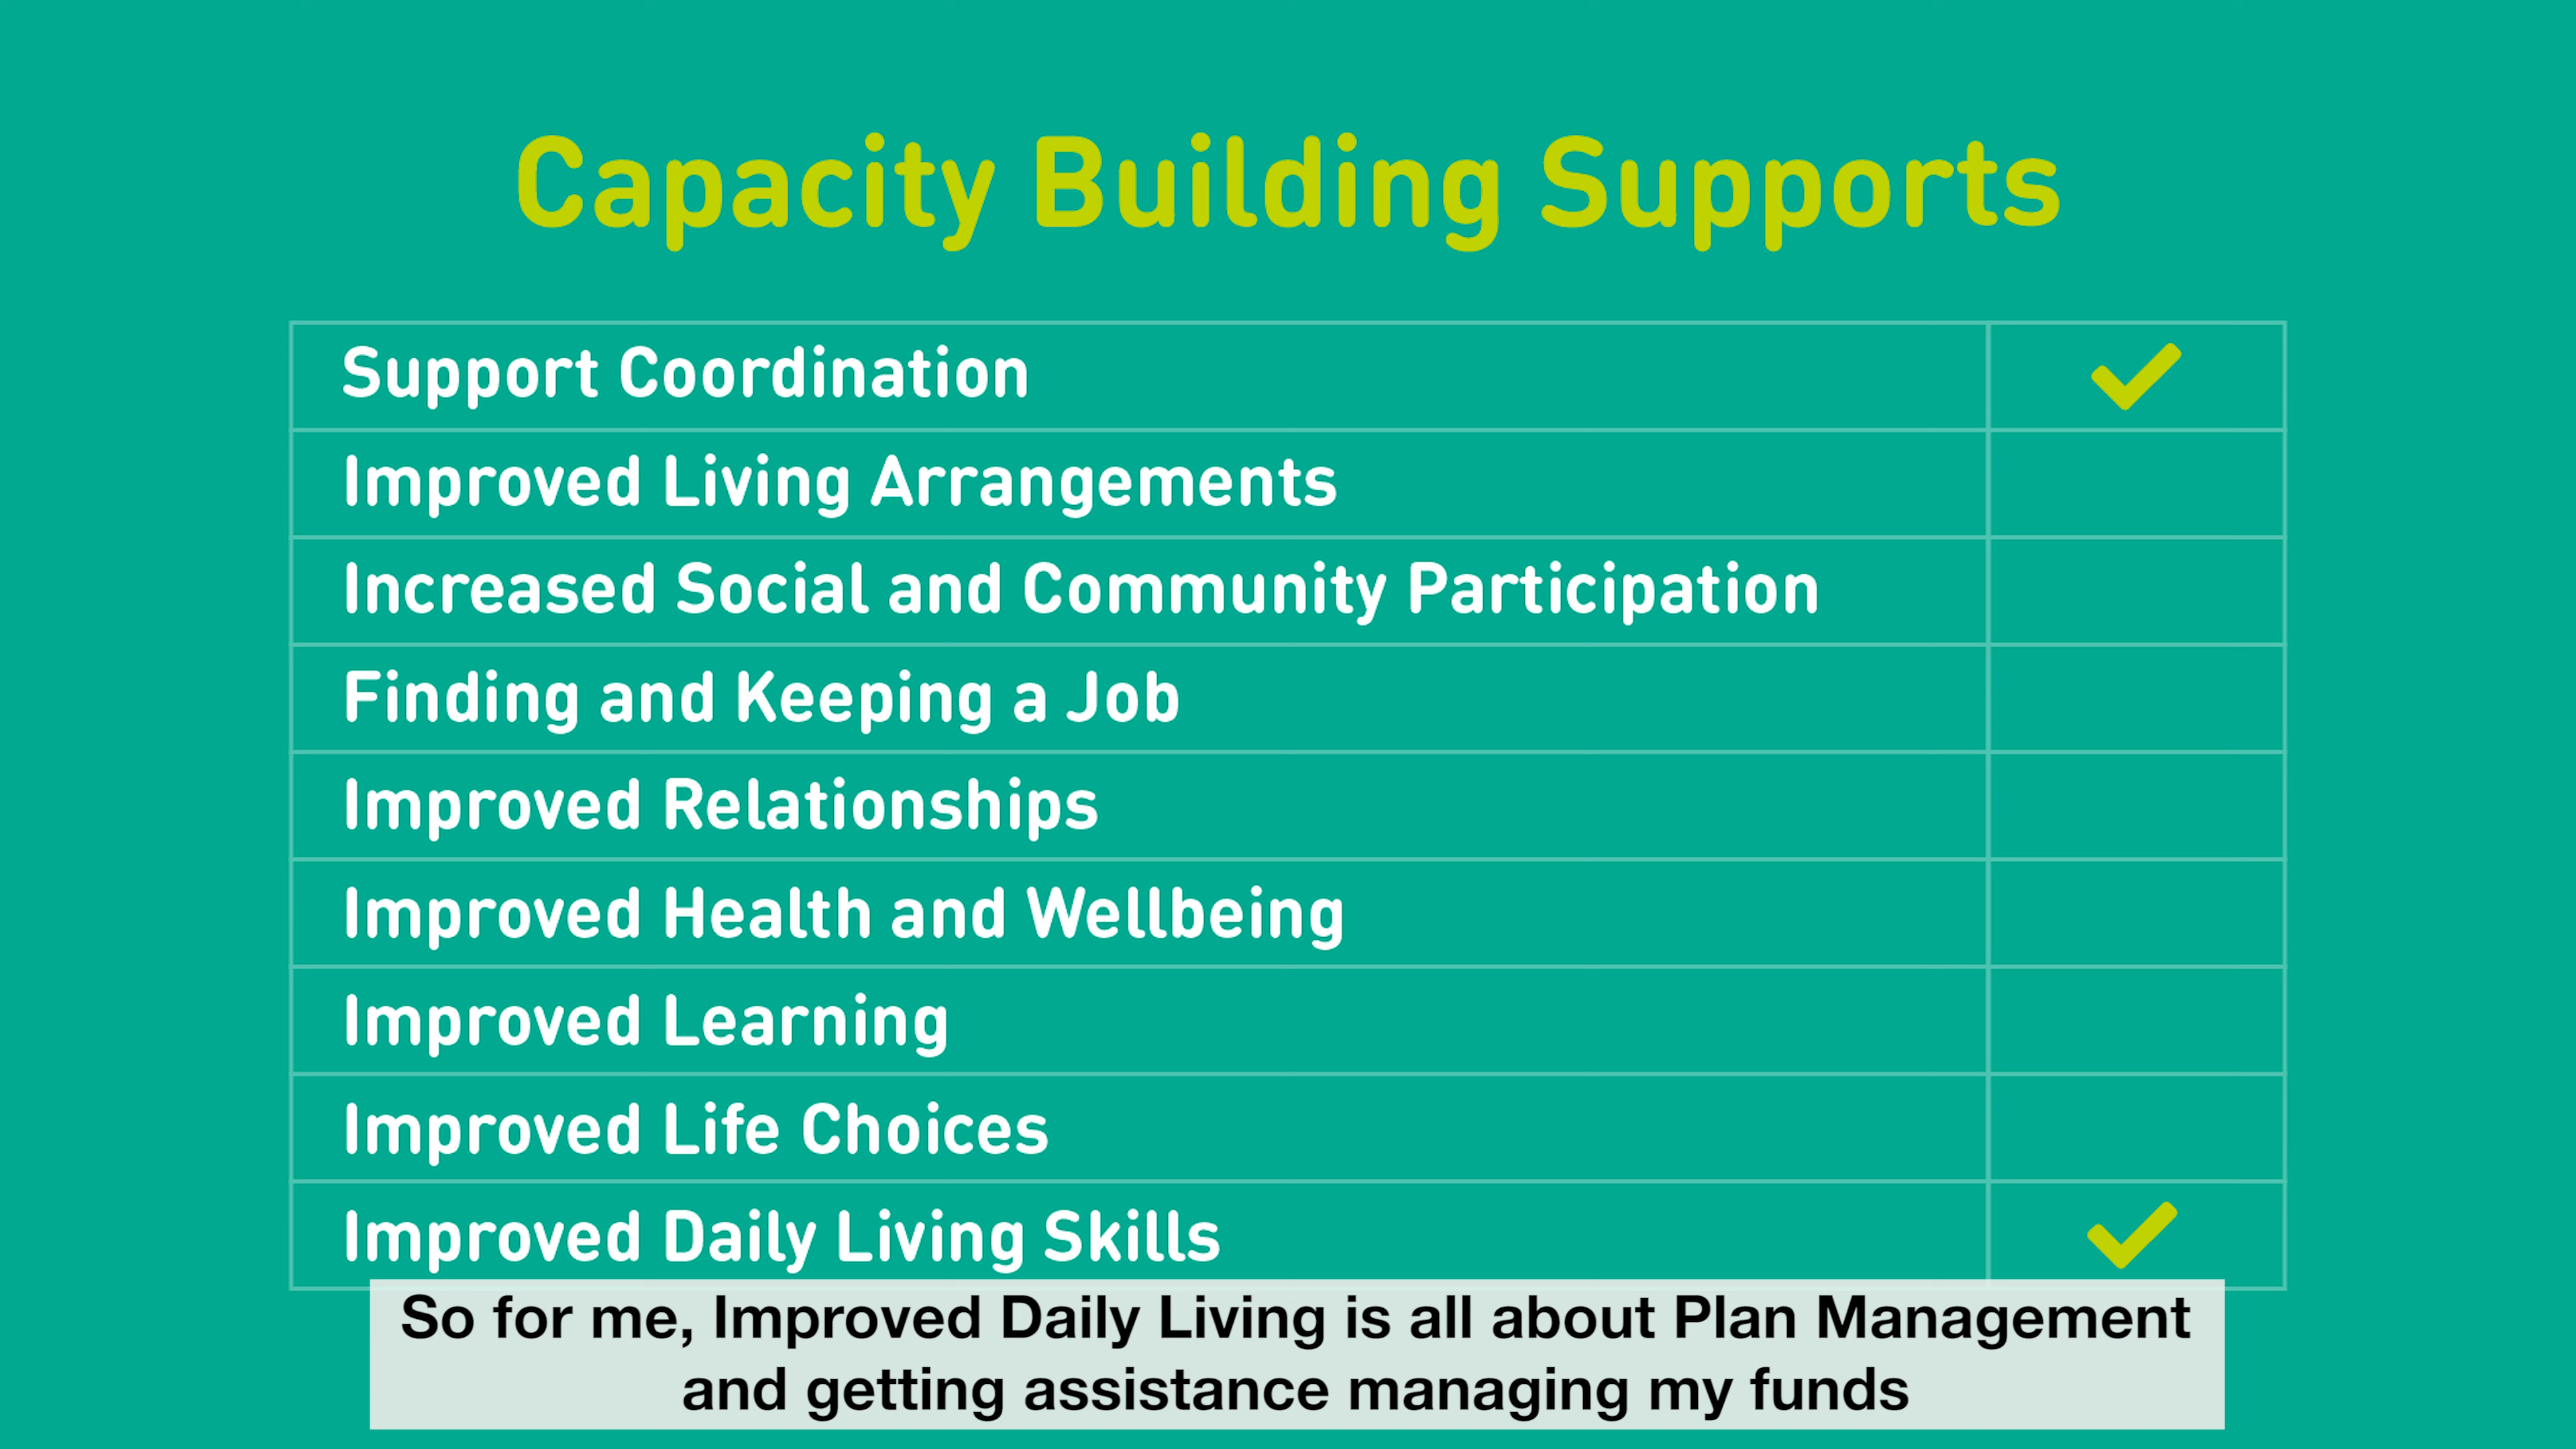 Capacity Building Supports
Support Coordination
Improved Living Arrangements
Increased Social and Community Participation
Finding and Keeping a Job
Improved Relationships
Improved Health and Wellbeing
Improved Learning
Improved Life Choices
Improved Daily Living Skills
So for me, Improved Daily Living is all about Plan Management
and getting assistance managing my funds